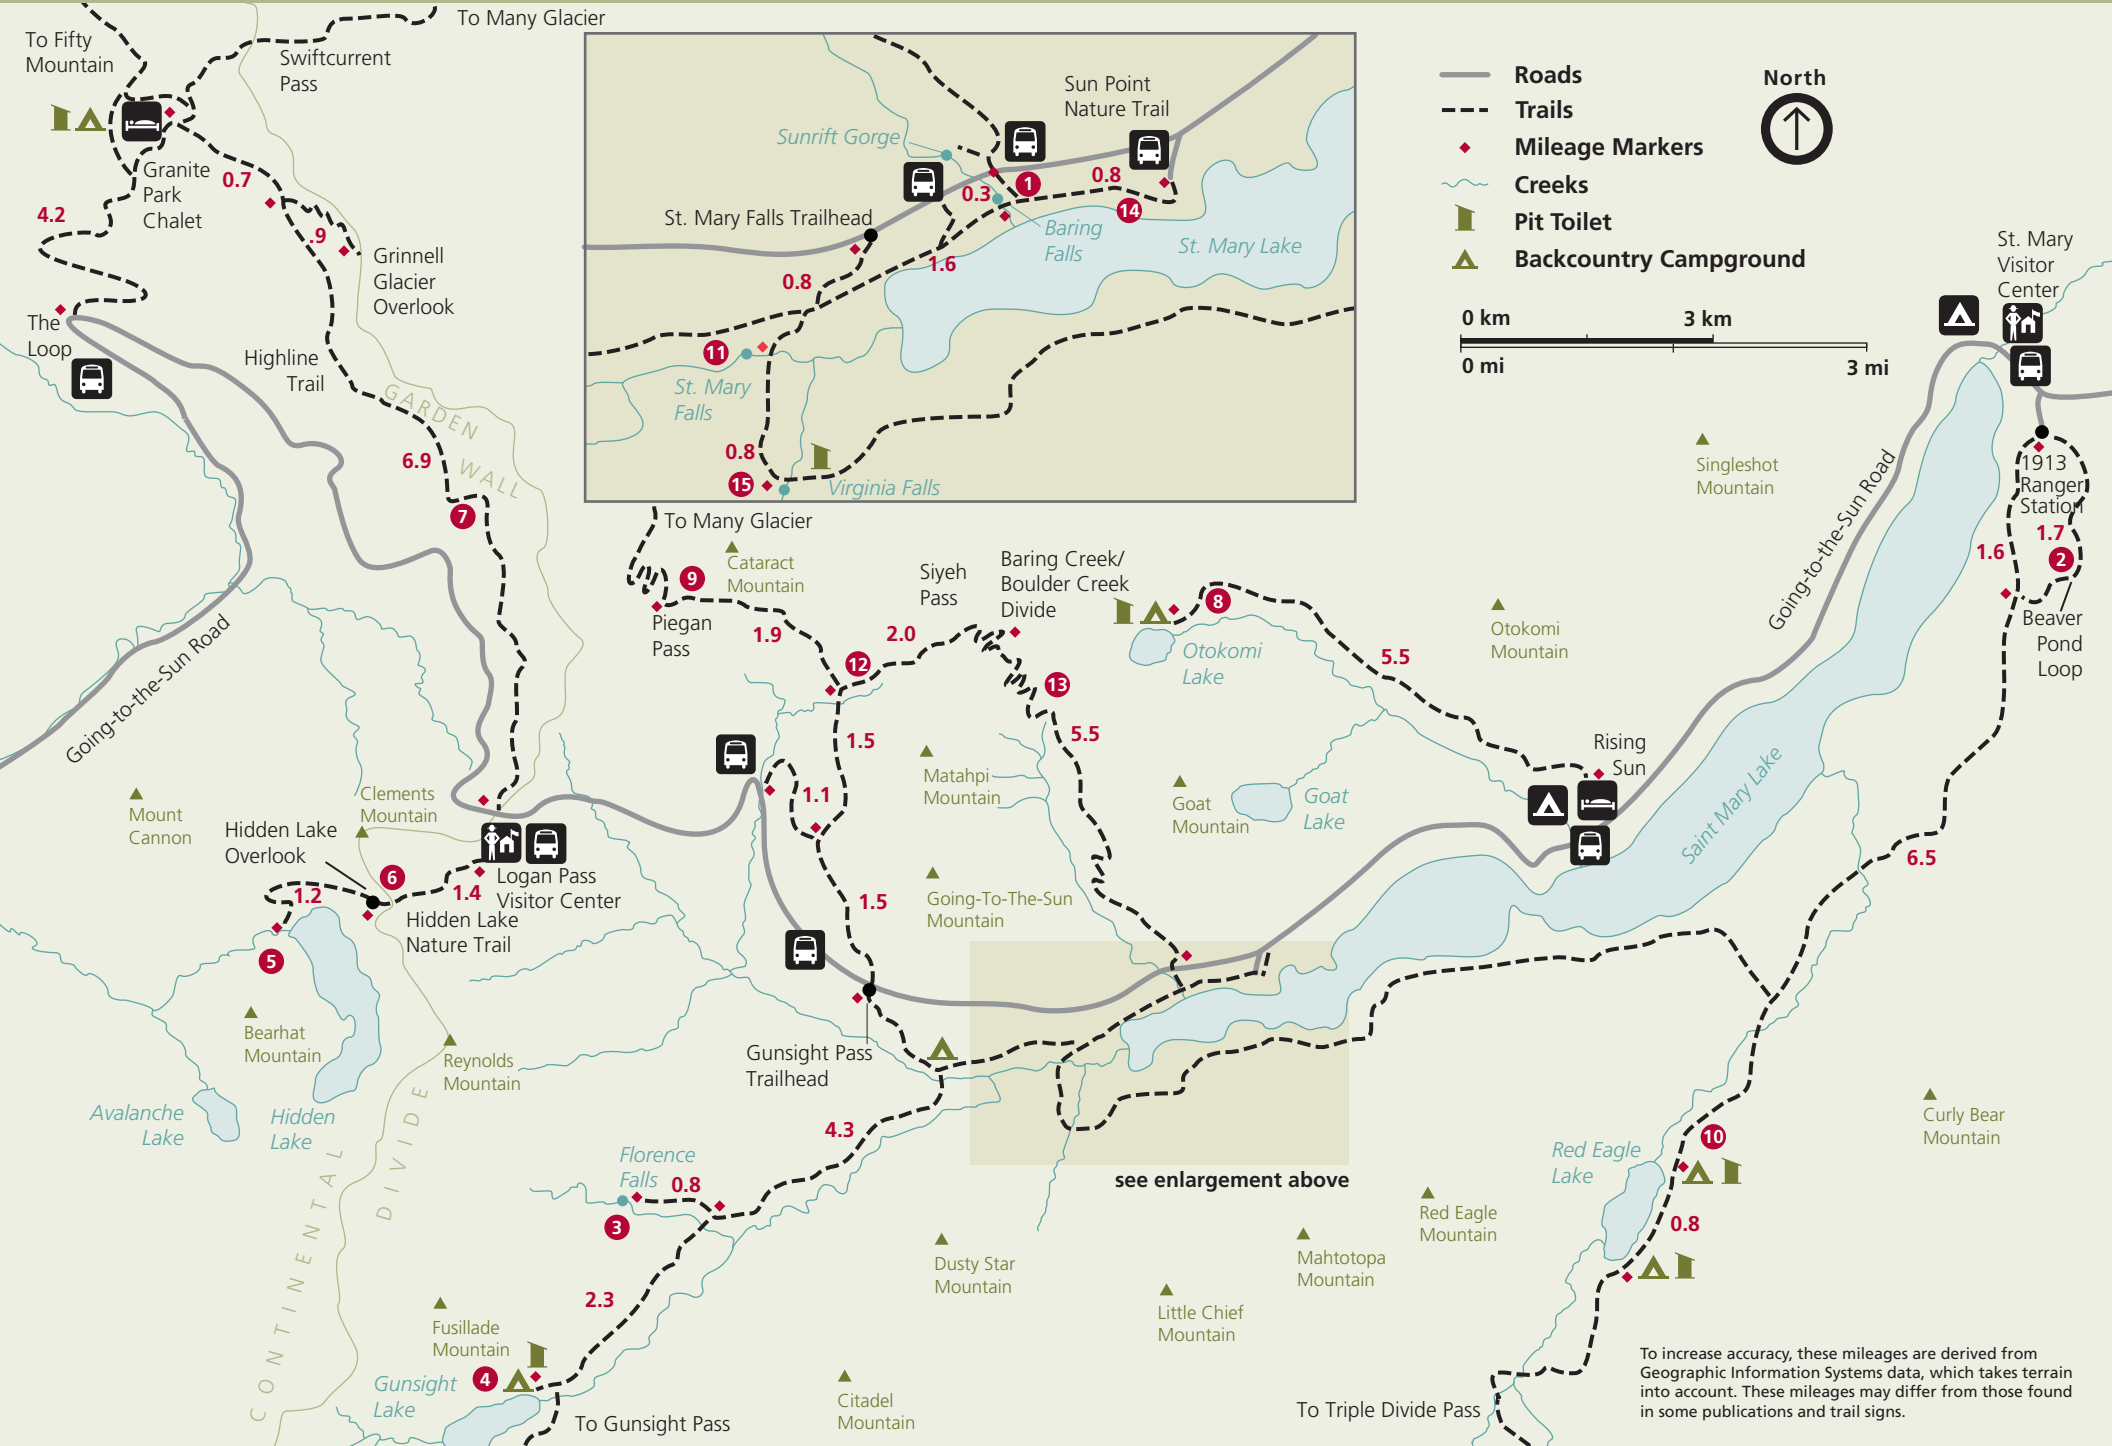 To Many Glacier
To Fifty
Mountain
Swiftcurrent
Pass
Granite
Park
Chalet
0.7
4.2
.9
Grinnell
Glacier
Overlook
The
Loop
Highline
Trail
GARDEN
WALL
6.9
7
Going-to-the-Sun Road
Sun Point
Nature Trail
Sunrift Gorge
0.3
1
0.8
14
St. Mary Falls Trailhead
Baring
Falls
St. Mary Lake
1.6
0.8
11
St. Mary
Falls
0.8
15
Virginia Falls
Roads
Trails
Mileage Markers
Creeks
Pit Toilet
Backcountry Campground
North
0 km
3 km
0 mi
3 mi
St. Mary
Visitor
Center
1913
Ranger
Station
1.7
2
1.6
Beaver
Pond
Loop
Singleshot
Mountain
Going-to-the-Sun Road
To Many Glacier
Cataract
Mountain
9
Piegan
Pass
1.9
2.0
12
Siyeh
Pass
Baring Creek/
Boulder Creek
Divide
13
5.5
8
Otokomi
Lake
5.5
Otokomi
Mountain
1.5
Matahpi
Mountain
1.1
Goat
Mountain
Goat
Lake
Rising
Sun
Saint Mary Lake
6.5
Mount
Cannon
Clements
Mountain
Hidden Lake
Overlook
6
1.2
1.4
Logan Pass
Visitor Center
Hidden Lake
Nature Trail
5
1.5
Going-To-The-Sun
Mountain
Bearhat
Mountain
Reynolds
Mountain
Gunsight Pass
Trailhead
Avalanche
Lake
Hidden
Lake
CONTINENTAL
DIVIDE
4.3
Florence
Falls
0.8
3
see enlargement above
Curly Bear
Mountain
10
Red Eagle
Lake
0.8
Red Eagle
Mountain
Mahtotopa
Mountain
Dusty Star
Mountain
Little Chief
Mountain
2.3
Fusillade
Mountain
4
Gunsight
Lake
To Gunsight Pass
Citadel
Mountain
To Triple Divide Pass
To increase accuracy, these mileages are derived from
Geographic Information Systems data, which takes terrain
into account. These mileages may differ from those found
in some publications and trail signs.